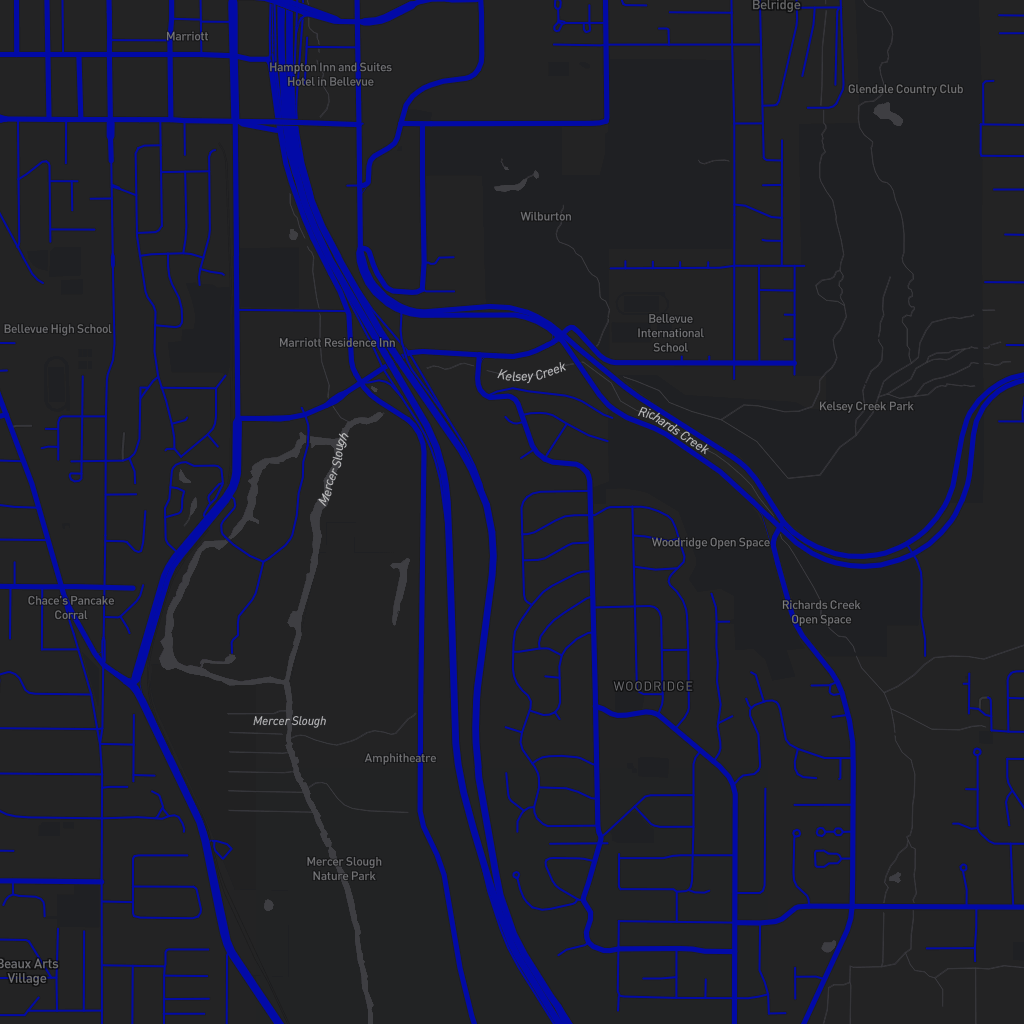 Belridge
Marriott
Hampton Inn and Suites
Hotel in Bellevue
Glendale Country Club
Wilburton
Bellevue High School
Marriott Residence Inn
Bellevue
International
School
Kelsey Creek
Kelsey Creek Park
Richards Creek
Mercer Slough
Woodridge Open Space
Chace's Pancake
Corral
Richards Creek
Open Space
WOODRIDGE
Mercer Slough
Amphitheatre
Mercer Slough
Nature Park
Beaux Arts
Village